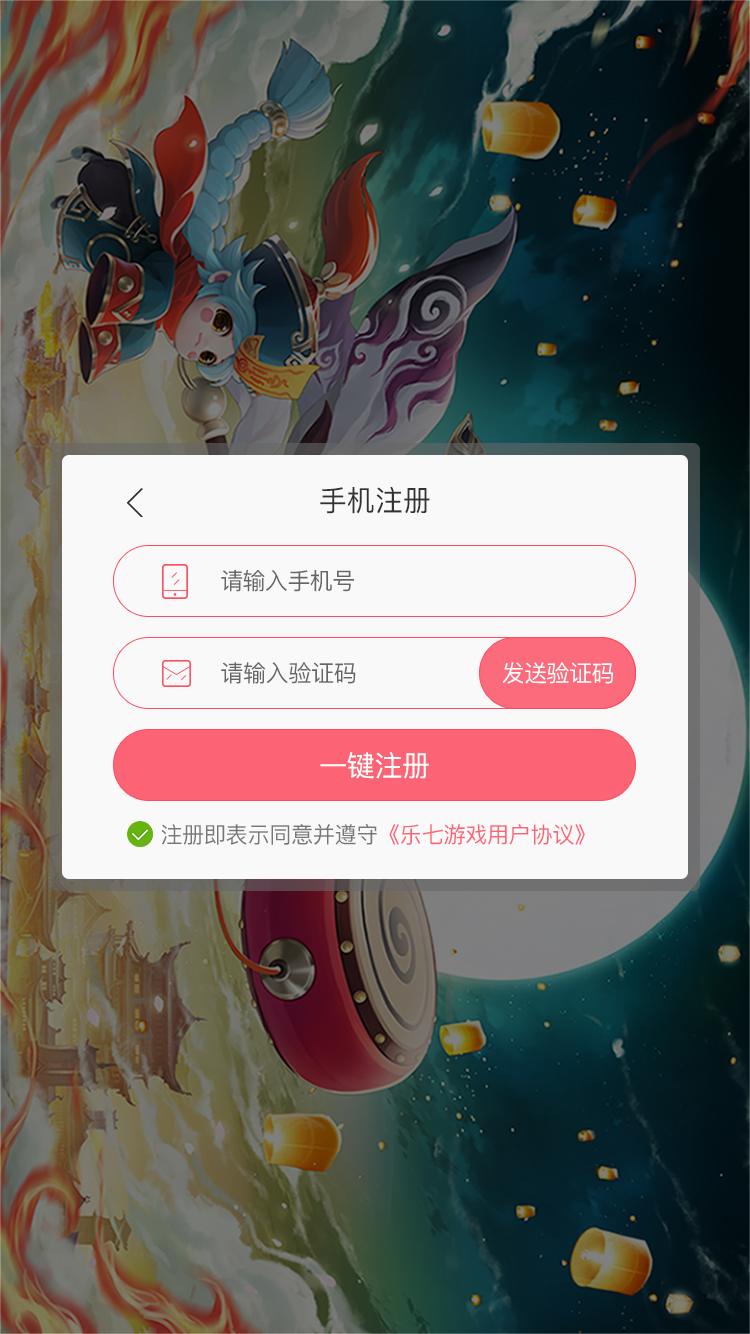 手机注册
请输入手机号
请输入验证码
发送验证码
一键注册
注册即表示同意并遵守《乐七游戏用户协议》